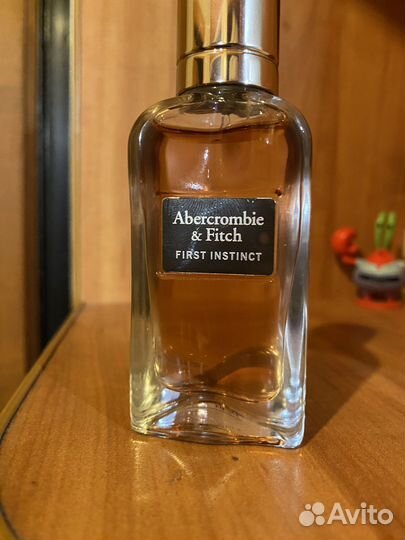 Abercrombie
& Fitch
FIRST INSTINCT
Avito